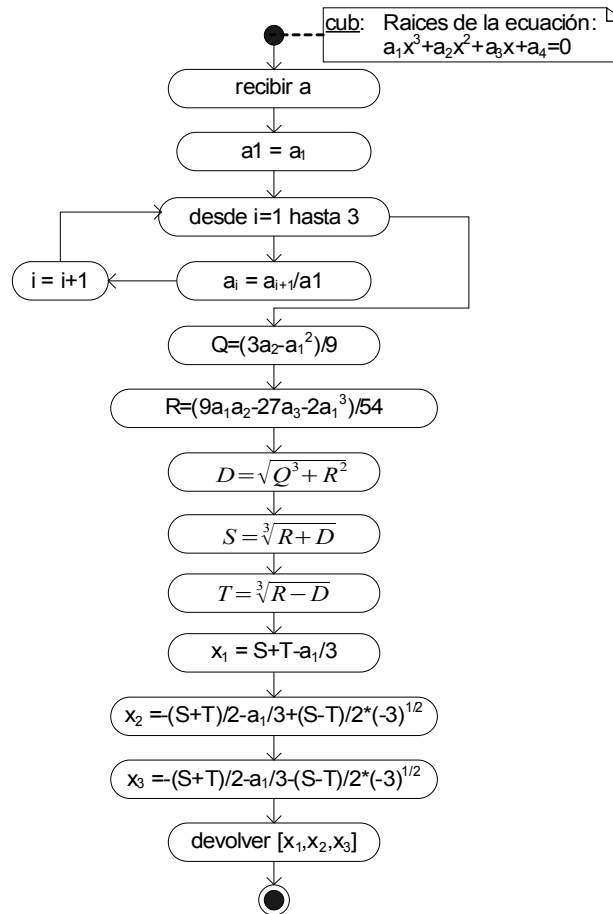 cub: Raices de la ecuación:
a₁x³+a₂x²+a₃x+a₄=0
recibir a
a1 = a₁
desde i=1 hasta 3
i = i+1
aᵢ = aᵢ₊₁/a1
Q=(3a₂-a₁²)/9
R=(9a₁a₂-27a₃-2a₁³)/54
D=√(Q³+R²)
S=∛(R+D)
T=∛(R−D)
x₁ = S+T-a₁/3
x₂ =-(S+T)/2-a₁/3+(S-T)/2*(-3)^1/2
x₃ =-(S+T)/2-a₁/3-(S-T)/2*(-3)^1/2
devolver [x₁,x₂,x₃]